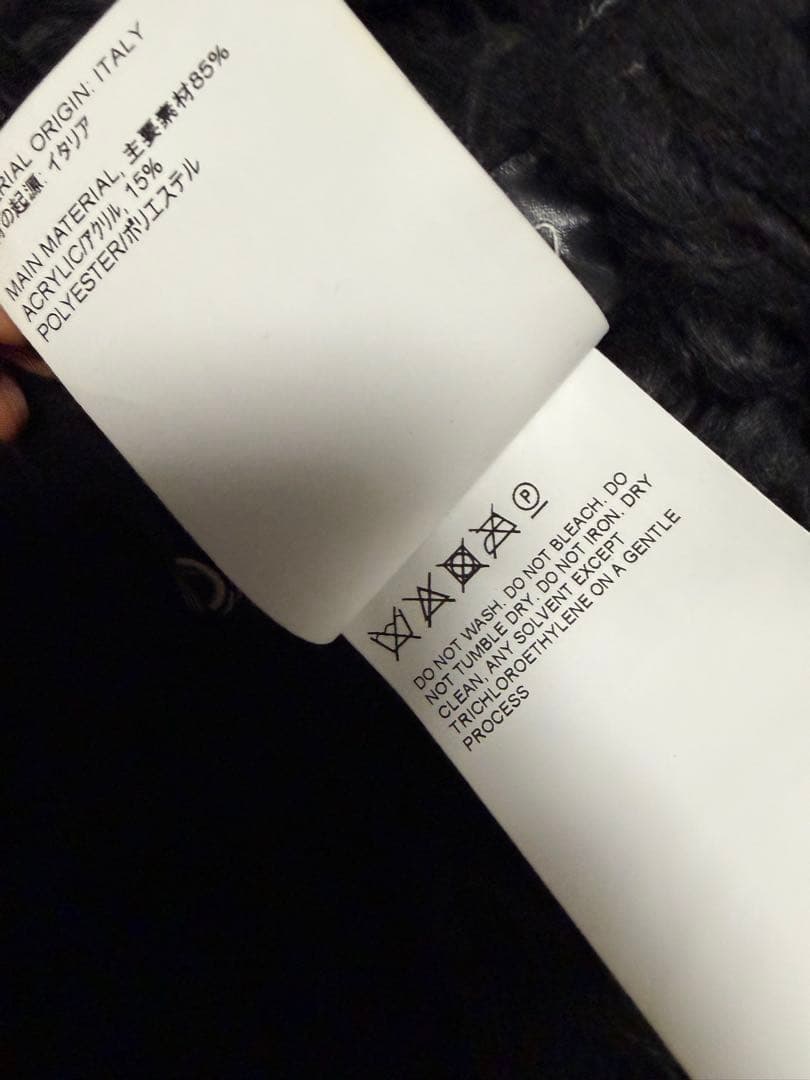 RIAL ORIGIN: ITALY
の起源: イタリア
MAIN MATERIAL, 主要素材85%
ACRYLIC/アクリル, 15%
POLYESTER/ポリエステル
P
DO NOT WASH. DO NOT BLEACH. DO
NOT TUMBLE DRY. DO NOT IRON. DRY
CLEAN, ANY SOLVENT EXCEPT
TRICHLOROETHYLENE ON A GENTLE
PROCESS